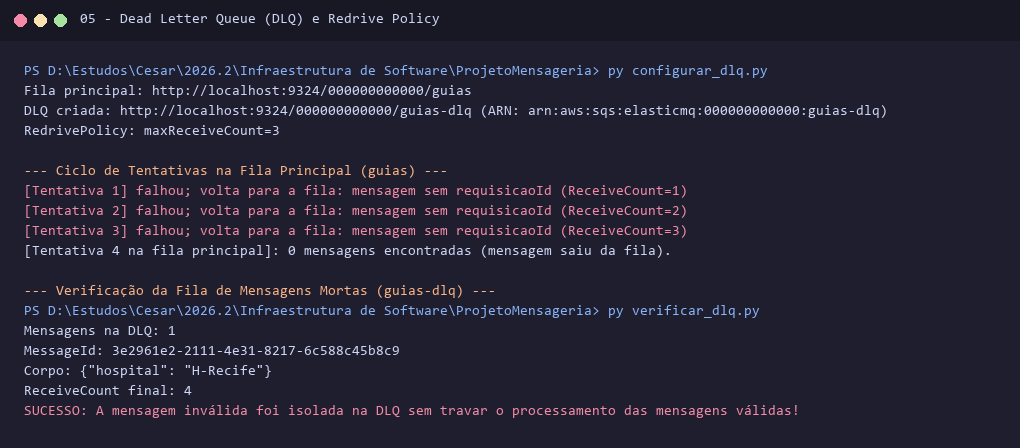 05 - Dead Letter Queue (DLQ) e Redrive Policy
PS D:\Estudos\Cesar\2026.2\Infraestrutura de Software\ProjetoMensageria> py configurar_dlq.py
Fila principal: http://localhost:9324/000000000000/guias
DLQ criada: http://localhost:9324/000000000000/guias-dlq (ARN: arn:aws:sqs:elasticmq:000000000000:guias-dlq)
RedrivePolicy: maxReceiveCount=3
--- Ciclo de Tentativas na Fila Principal (guias) ---
[Tentativa 1] falhou; volta para a fila: mensagem sem requisicaoId (ReceiveCount=1)
[Tentativa 2] falhou; volta para a fila: mensagem sem requisicaoId (ReceiveCount=2)
[Tentativa 3] falhou; volta para a fila: mensagem sem requisicaoId (ReceiveCount=3)
[Tentativa 4 na fila principal]: 0 mensagens encontradas (mensagem saiu da fila).
--- Verificação da Fila de Mensagens Mortas (guias-dlq) ---
PS D:\Estudos\Cesar\2026.2\Infraestrutura de Software\ProjetoMensageria> py verificar_dlq.py
Mensagens na DLQ: 1
MessageId: 3e2961e2-2111-4e31-8217-6c588c45b8c9
Corpo: {"hospital": "H-Recife"}
ReceiveCount final: 4
SUCESSO: A mensagem inválida foi isolada na DLQ sem travar o processamento das mensagens válidas!